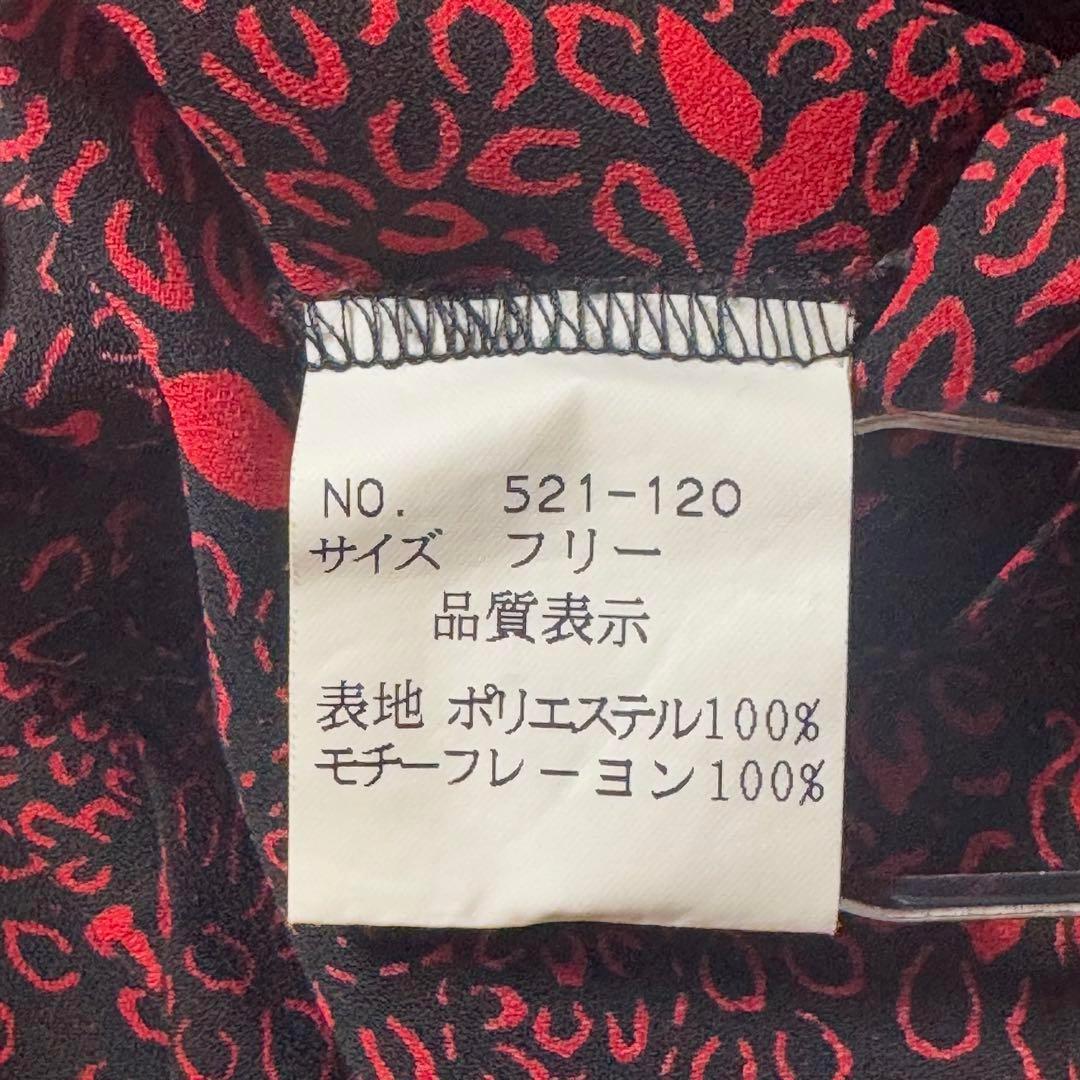 NO. 521-120
サイズ フリー
品質表示
表地 ポリエステル100%
モチーフレーヨン100%